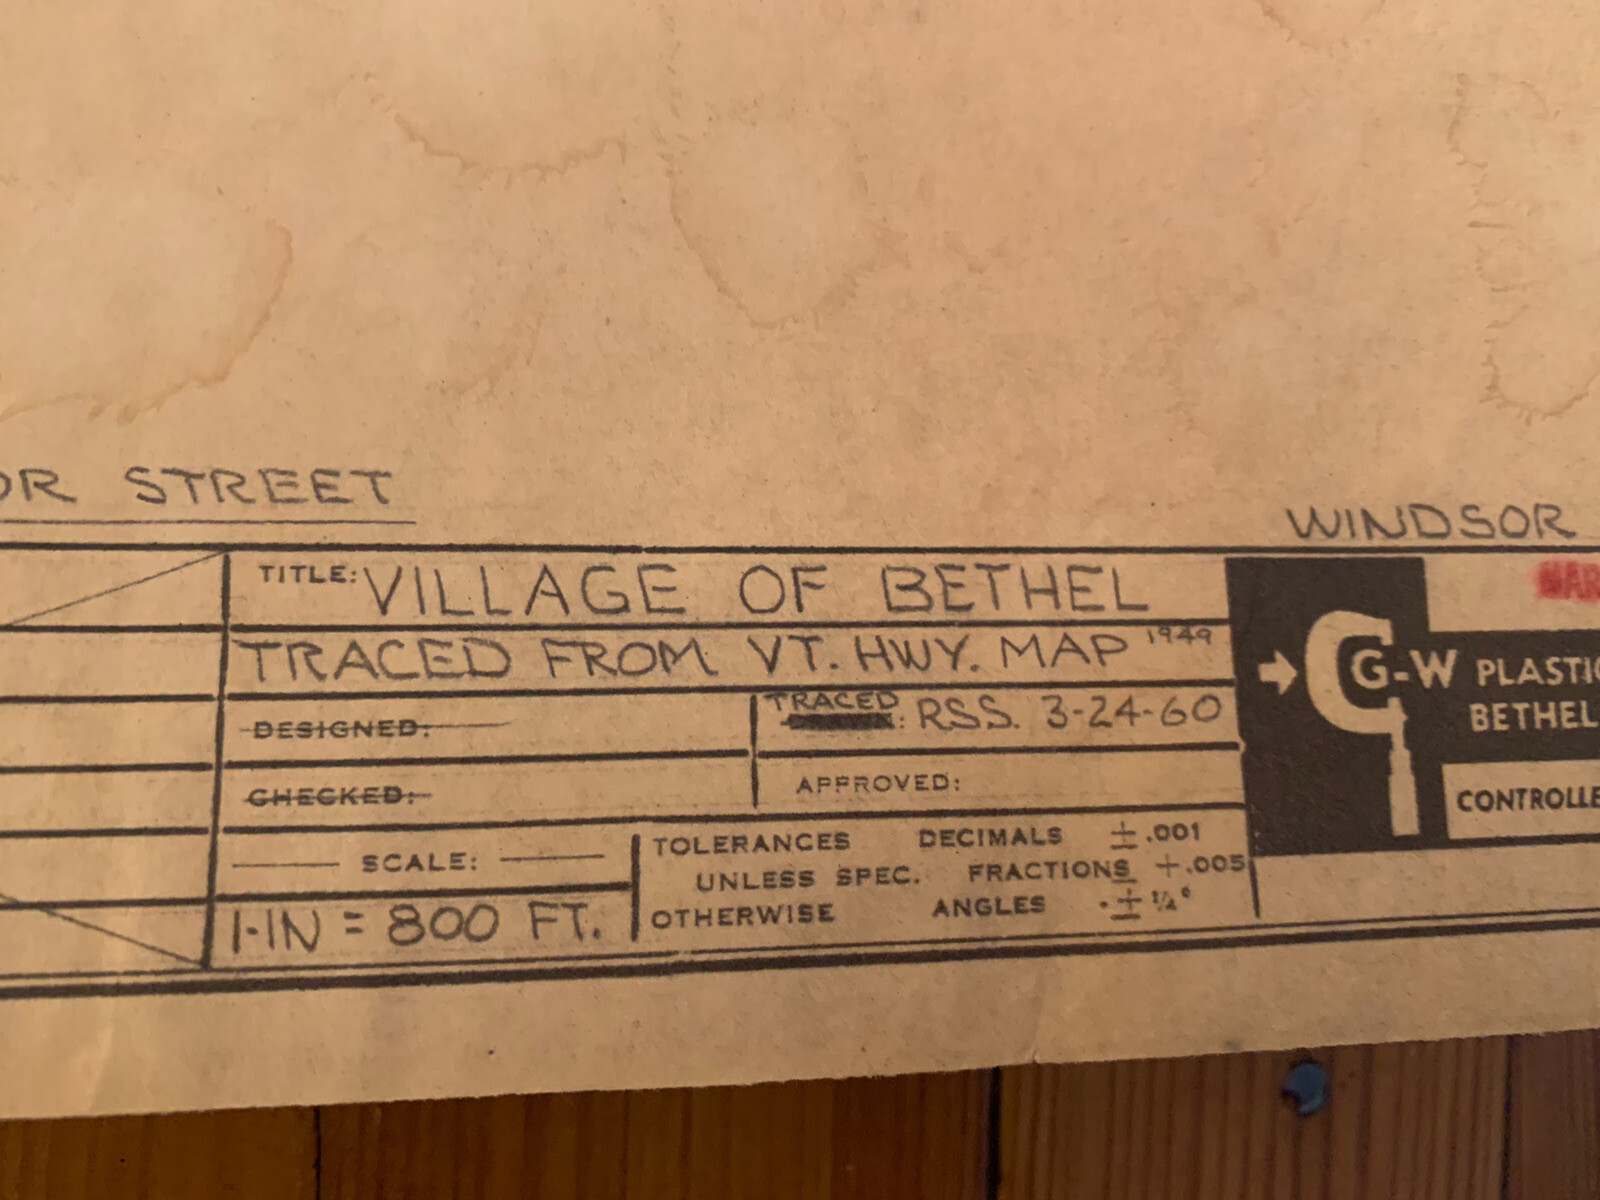 OR STREET
WINDSOR
TITLE: VILLAGE OF BETHEL
TRACED FROM VT. HWY. MAP 1949
DESIGNED:
TRACED : RSS. 3-24-60
CHECKED:
APPROVED:
SCALE:
1-IN = 800 FT.
TOLERANCES DECIMALS ± .001
UNLESS SPEC. FRACTIONS ± .005
OTHERWISE ANGLES ± 1/4°
G-W PLASTIC
BETHEL
CONTROLLE
MAR